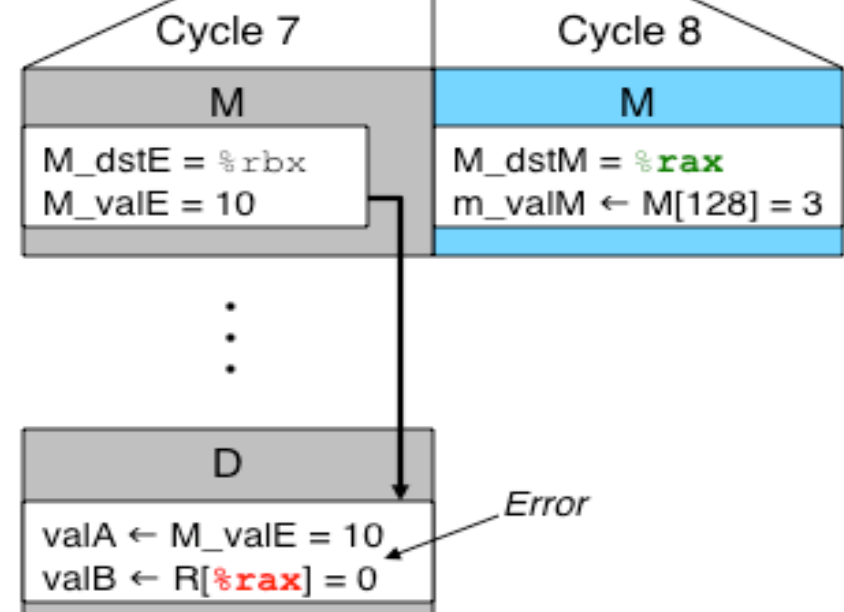 Cycle 7
Cycle 8
M
M
M_dstE = %rbx
M_valE = 10
M_dstM = %rax
m_valM ← M[128] = 3
D
valA ← M_valE = 10
valB ← R[%rax] = 0
Error